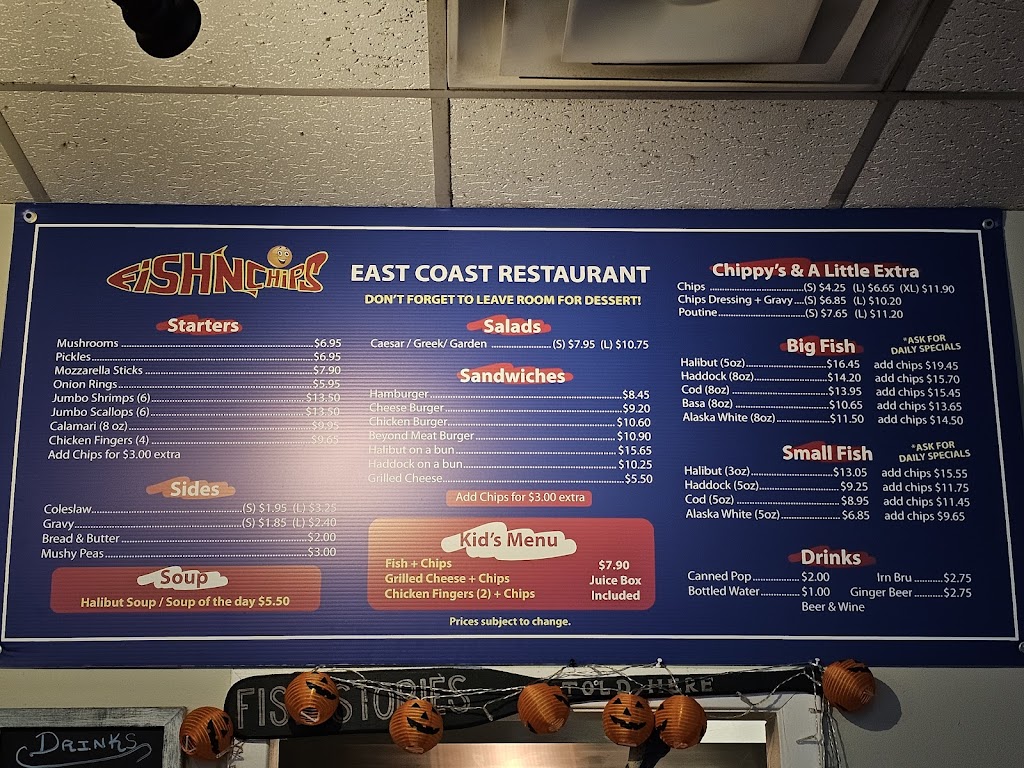 FISH'N CHIPS
EAST COAST RESTAURANT
DON'T FORGET TO LEAVE ROOM FOR DESSERT!
Starters
Mushrooms $6.95
Pickles $6.95
Mozzarella Sticks $7.90
Onion Rings $5.95
Jumbo Shrimps (6) $13.50
Jumbo Scallops (6) $13.50
Calamari (8 oz) $9.95
Chicken Fingers (4) $9.65
Add Chips for $3.00 extra
Sides
Coleslaw (S) $1.95 (L) $3.25
Gravy (S) $1.85 (L) $2.40
Bread & Butter $2.00
Mushy Peas $3.00
Soup
Halibut Soup / Soup of the day $5.50
Salads
Caesar / Greek/ Garden (S) $7.95 (L) $10.75
Sandwiches
Hamburger $8.45
Cheese Burger $9.20
Chicken Burger $10.60
Beyond Meat Burger $10.90
Halibut on a bun $15.65
Haddock on a bun $10.25
Grilled Cheese $5.50
Add Chips for $3.00 extra
Kid's Menu
Fish + Chips $7.90
Grilled Cheese + Chips Juice Box
Chicken Fingers (2) + Chips Included
Prices subject to change.
Chippy's & A Little Extra
Chips (S) $4.25 (L) $6.65 (XL) $11.90
Chips Dressing + Gravy (S) $6.85 (L) $10.20
Poutine (S) $7.65 (L) $11.20
Big Fish
*ASK FOR
DAILY SPECIALS
Halibut (5oz) $16.45 add chips $19.45
Haddock (8oz) $14.20 add chips $15.70
Cod (8oz) $13.95 add chips $15.45
Basa (8oz) $10.65 add chips $13.65
Alaska White (8oz) $11.50 add chips $14.50
Small Fish
*ASK FOR
DAILY SPECIALS
Halibut (3oz) $13.05 add chips $15.55
Haddock (5oz) $9.25 add chips $11.75
Cod (5oz) $8.95 add chips $11.45
Alaska White (5oz) $6.85 add chips $9.65
Drinks
Canned Pop $2.00 Irn Bru $2.75
Bottled Water $1.00 Ginger Beer $2.75
Beer & Wine
STORIES TOLD HERE
DRINKS